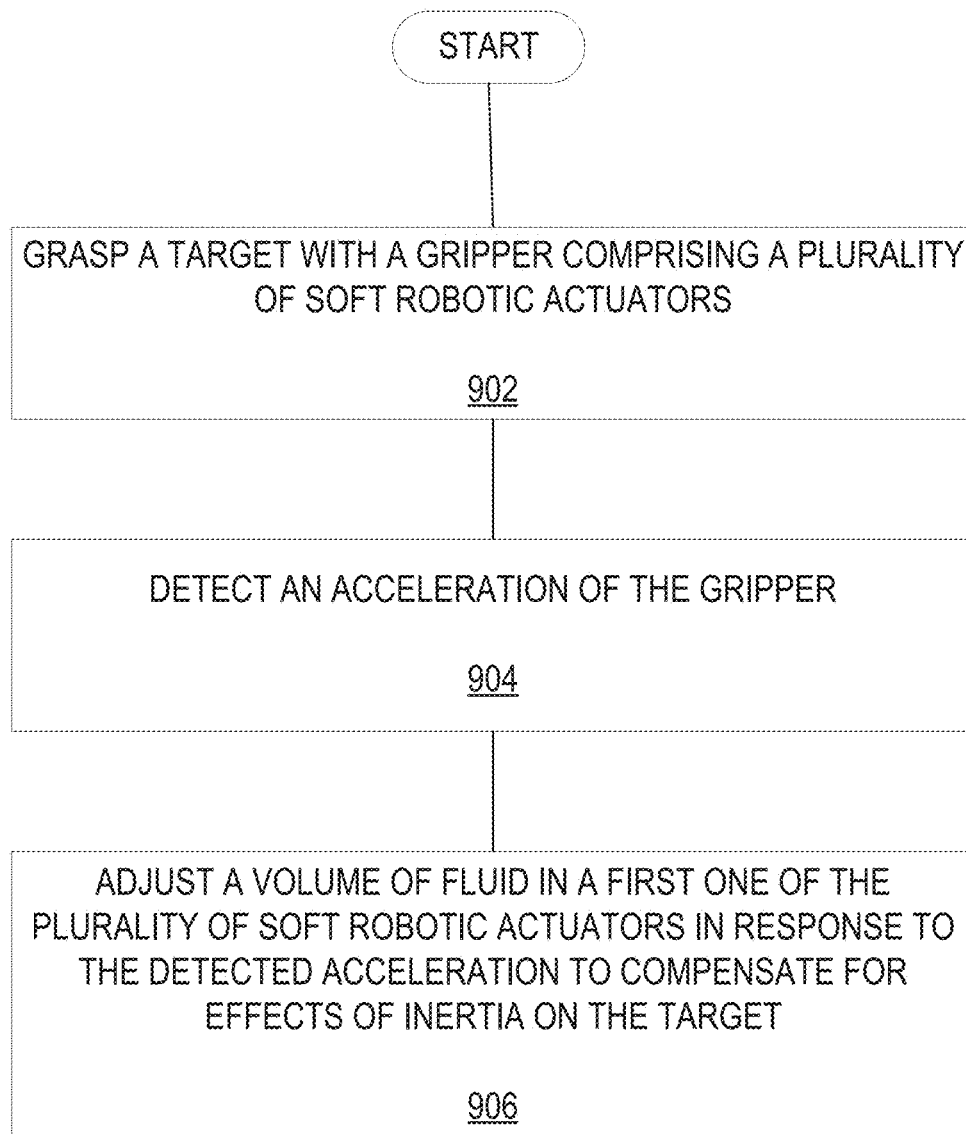 START
GRASP A TARGET WITH A GRIPPER COMPRISING A PLURALITY
OF SOFT ROBOTIC ACTUATORS
902
DETECT AN ACCELERATION OF THE GRIPPER
904
ADJUST A VOLUME OF FLUID IN A FIRST ONE OF THE
PLURALITY OF SOFT ROBOTIC ACTUATORS IN RESPONSE TO
THE DETECTED ACCELERATION TO COMPENSATE FOR
EFFECTS OF INERTIA ON THE TARGET
906